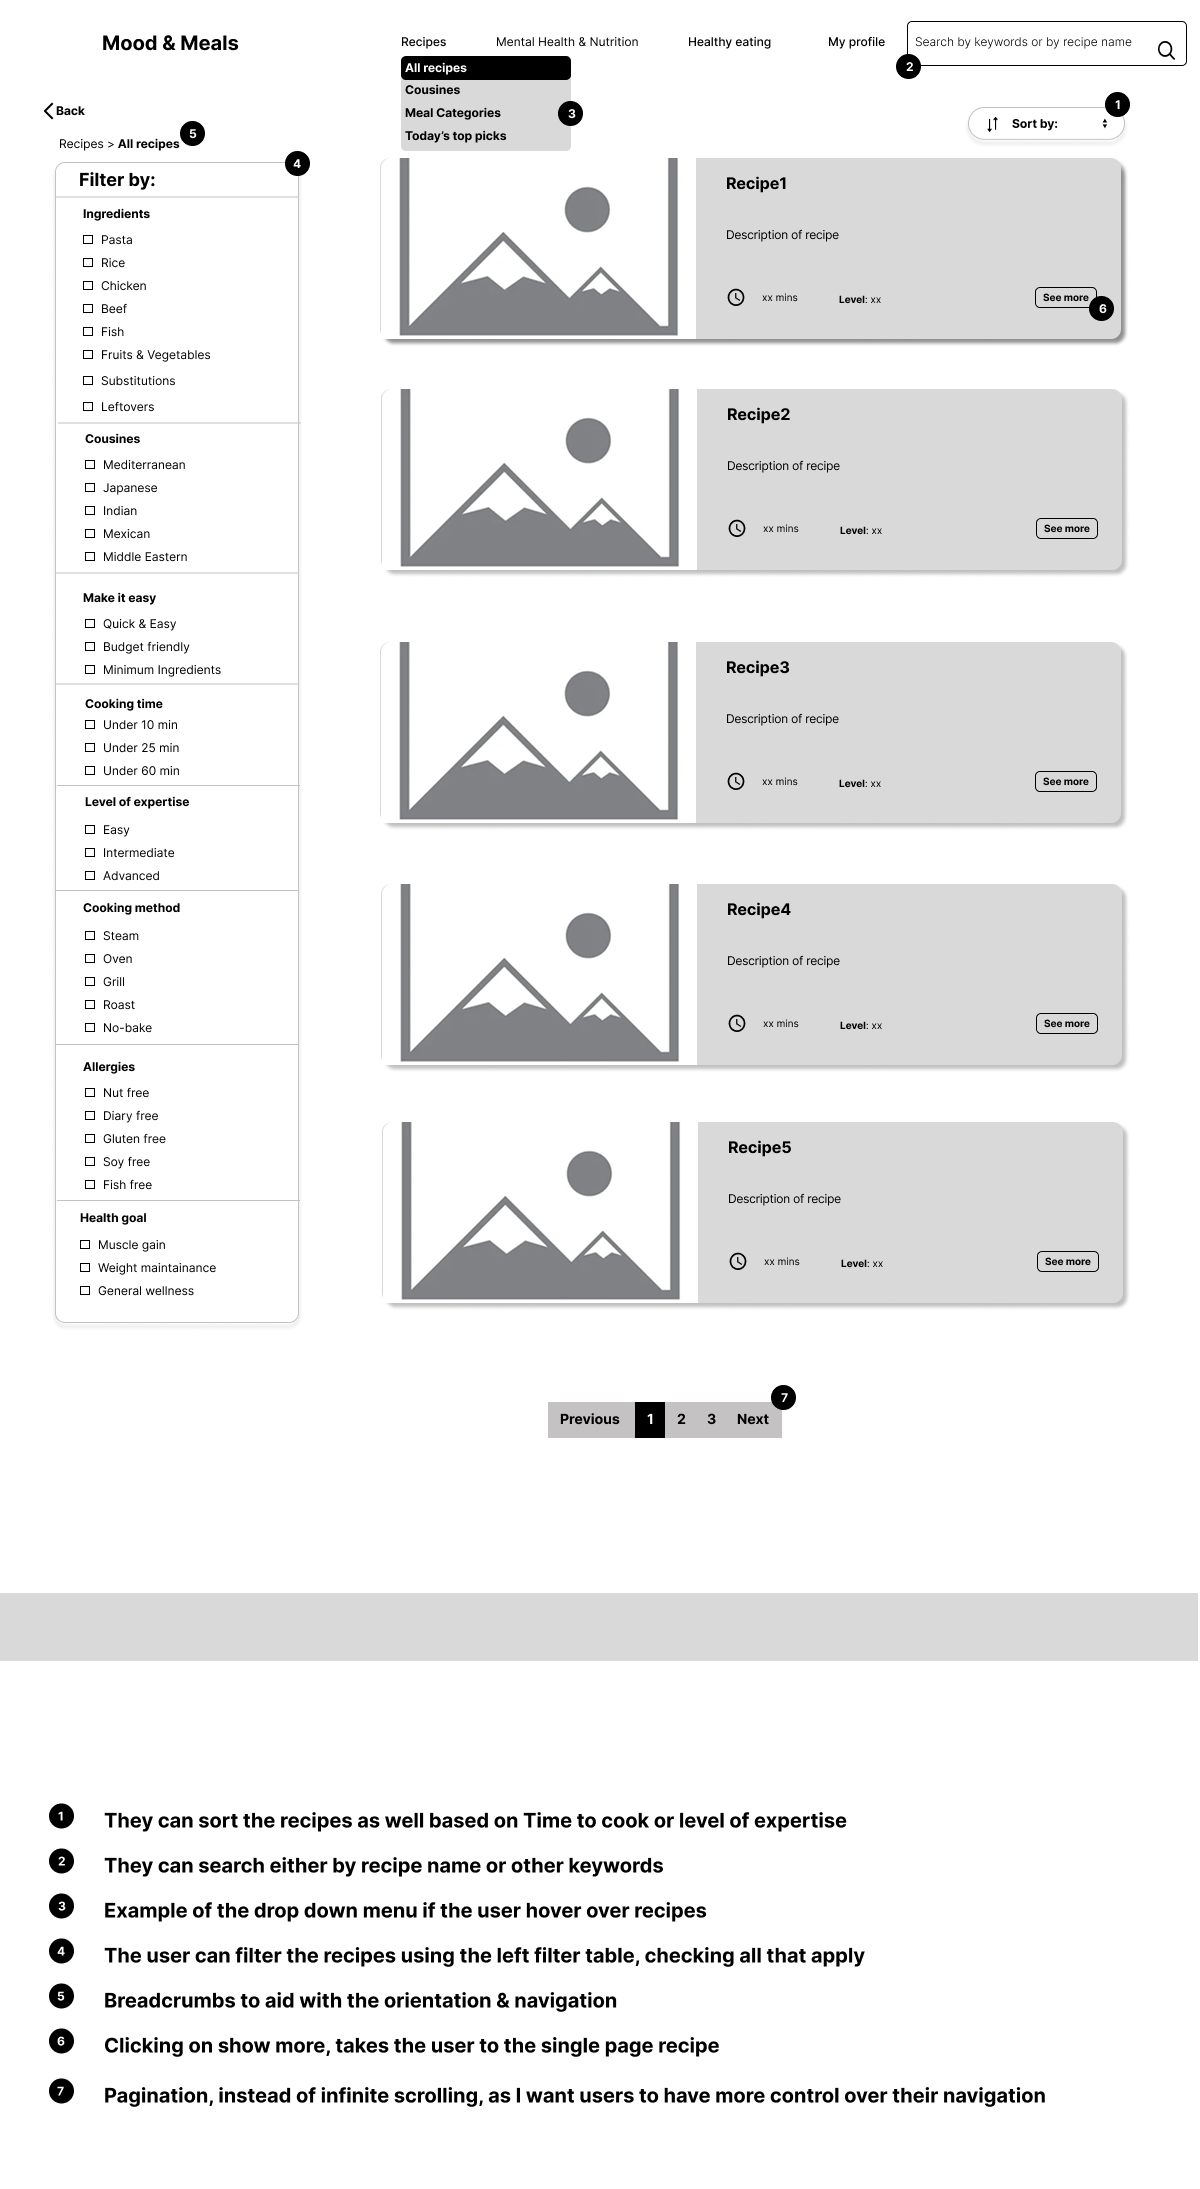 Mood & Meals
Recipes
Mental Health & Nutrition
Healthy eating
My profile
Search by keywords or by recipe name
2
All recipes
Cousines
Meal Categories
Today's top picks
3
Back
Recipes > All recipes
5
1
Sort by:
4
Filter by:
Ingredients
Pasta
Rice
Chicken
Beef
Fish
Fruits & Vegetables
Substitutions
Leftovers
Cousines
Mediterranean
Japanese
Indian
Mexican
Middle Eastern
Make it easy
Quick & Easy
Budget friendly
Minimum Ingredients
Cooking time
Under 10 min
Under 25 min
Under 60 min
Level of expertise
Easy
Intermediate
Advanced
Cooking method
Steam
Oven
Grill
Roast
No-bake
Allergies
Nut free
Diary free
Gluten free
Soy free
Fish free
Health goal
Muscle gain
Weight maintainance
General wellness
Recipe1
Description of recipe
xx mins
Level: xx
See more
6
Recipe2
Description of recipe
xx mins
Level: xx
See more
Recipe3
Description of recipe
xx mins
Level: xx
See more
Recipe4
Description of recipe
xx mins
Level: xx
See more
Recipe5
Description of recipe
xx mins
Level: xx
See more
7
Previous 1 2 3 Next
1 They can sort the recipes as well based on Time to cook or level of expertise
2 They can search either by recipe name or other keywords
3 Example of the drop down menu if the user hover over recipes
4 The user can filter the recipes using the left filter table, checking all that apply
5 Breadcrumbs to aid with the orientation & navigation
6 Clicking on show more, takes the user to the single page recipe
7 Pagination, instead of infinite scrolling, as I want users to have more control over their navigation